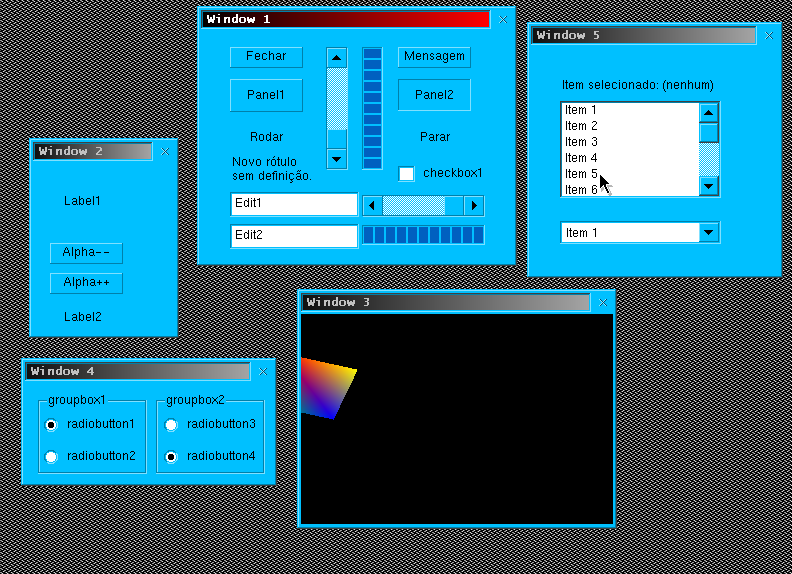 Window 1
Fechar
Mensagem
Panel1
Panel2
Rodar
Parar
Novo rótulo
sem definição.
checkbox1
Edit1
Edit2
Window 5
Item selecionado: (nenhum)
Item 1
Item 2
Item 3
Item 4
Item 5
Item 6
Item 1
Window 2
Label1
Alpha--
Alpha++
Label2
Window 3
Window 4
groupbox1
groupbox2
radiobutton1
radiobutton3
radiobutton2
radiobutton4